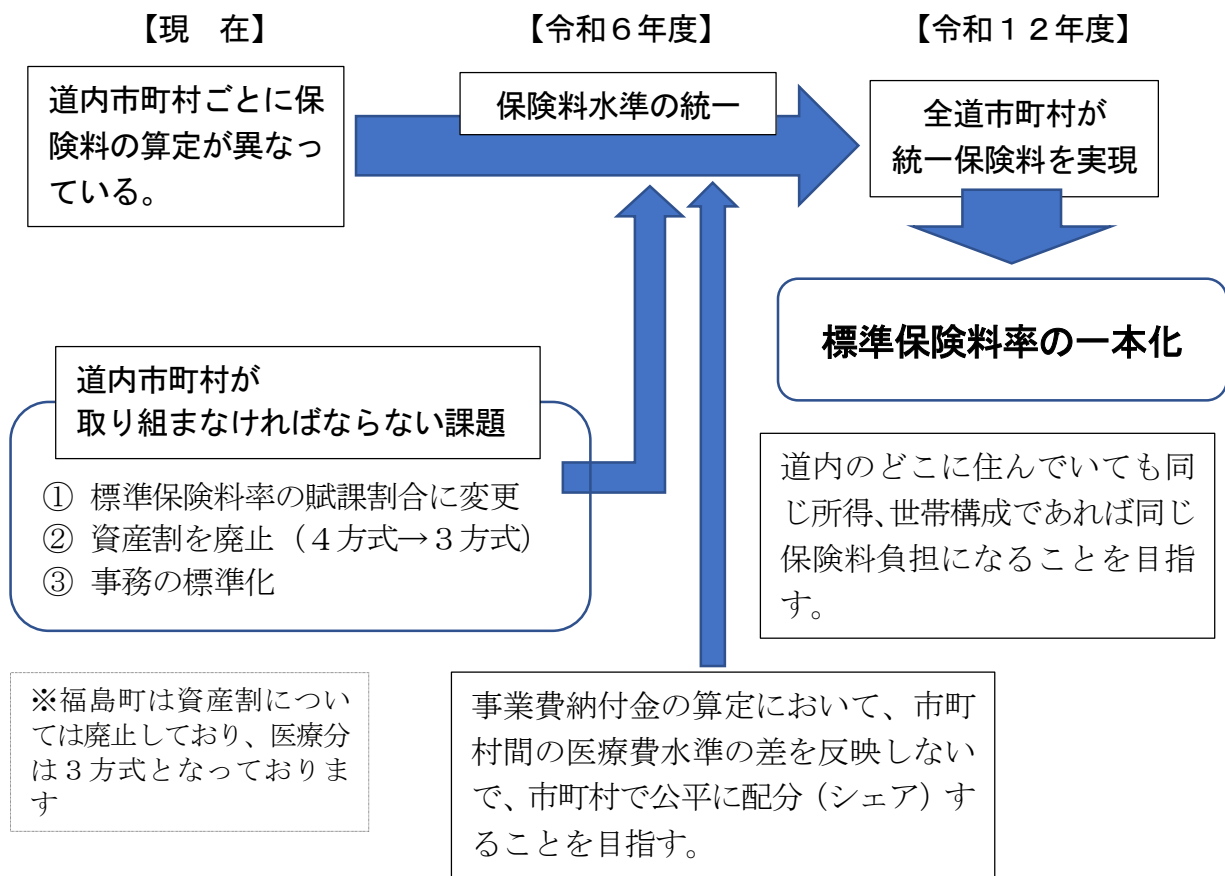 【現　在】
【令和６年度】
【令和１２年度】
道内市町村ごとに保
険料の算定が異なっ
ている。
保険料水準の統一
全道市町村が
統一保険料を実現
標準保険料率の一本化
道内市町村が
取り組まなければならない課題
① 標準保険料率の賦課割合に変更
② 資産割を廃止（４方式→３方式）
③ 事務の標準化
道内のどこに住んでいても同
じ所得、世帯構成であれば同じ
保険料負担になることを目指
す。
※福島町は資産割につい
ては廃止しており、医療分
は３方式となっておりま
す
事業費納付金の算定において、市町
村間の医療費水準の差を反映しない
で、市町村で公平に配分（シェア）す
ることを目指す。